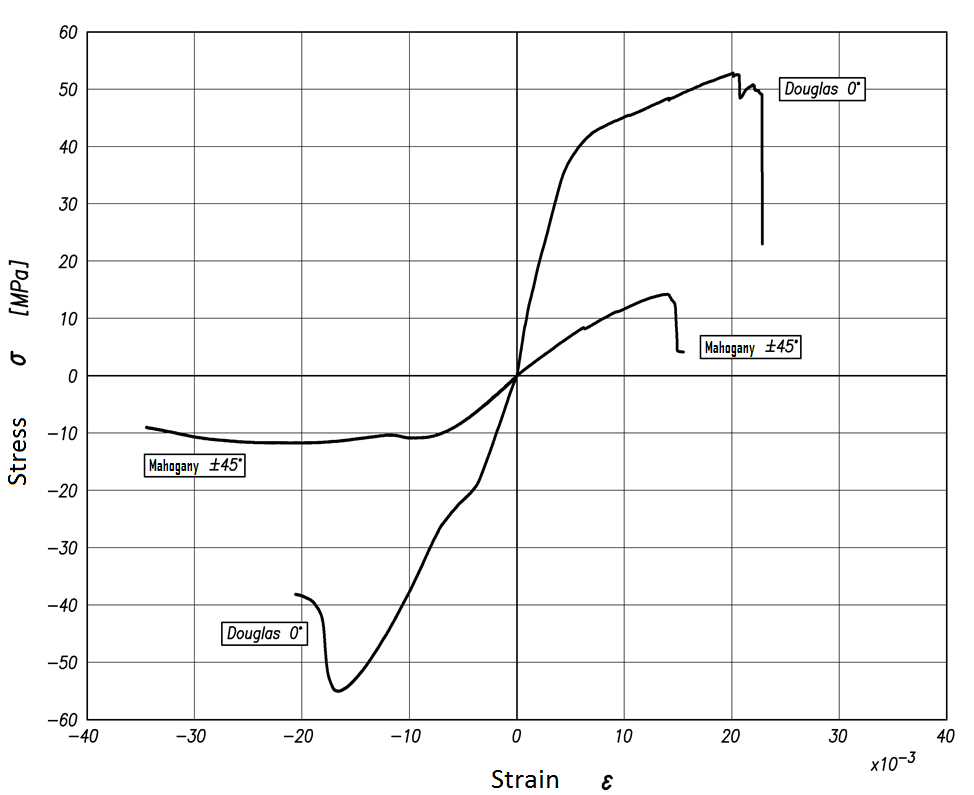 60
50
Douglas 0°
40
30
20
10
Mahogany ±45°
0
−10
Mahogany ±45°
−20
−30
−40
Douglas 0°
−50
−60
−40 −30 −20 −10 0 10 20 30 40
x10⁻³
Stress σ [MPa]
Strain ε